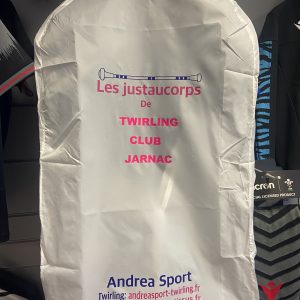 Les justaucorps
De
TWIRLING
CLUB
JARNAC
Andrea Sport
Twirling: andreasport-twirling.fr